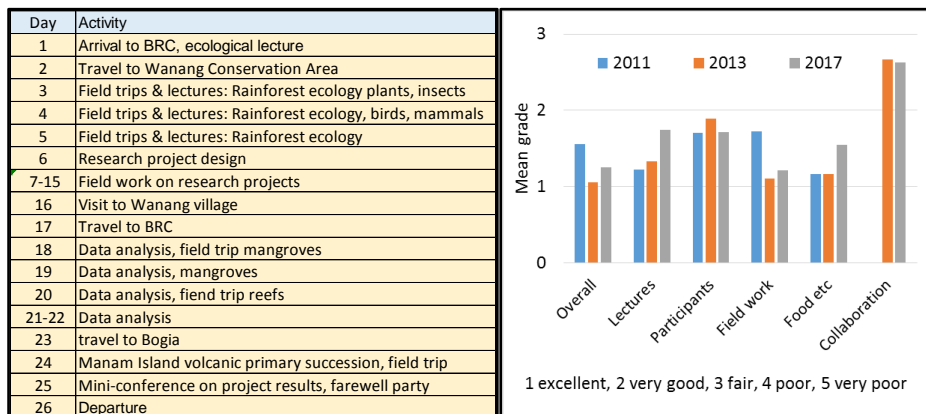 Day Activity
1 Arrival to BRC, ecological lecture
2 Travel to Wanang Conservation Area
3 Field trips & lectures: Rainforest ecology plants, insects
4 Field trips & lectures: Rainforest ecology, birds, mammals
5 Field trips & lectures: Rainforest ecology
6 Research project design
7-15 Field work on research projects
16 Visit to Wanang village
17 Travel to BRC
18 Data analysis, field trip mangroves
19 Data analysis, mangroves
20 Data analysis, fiend trip reefs
21-22 Data analysis
23 travel to Bogia
24 Manam Island volcanic primary succession, field trip
25 Mini-conference on project results, farewell party
26 Departure
3
2011 2013 2017
2
Mean grade
1
0
Overall Lectures Participants Field work Food etc Collaboration
1 excellent, 2 very good, 3 fair, 4 poor, 5 very poor